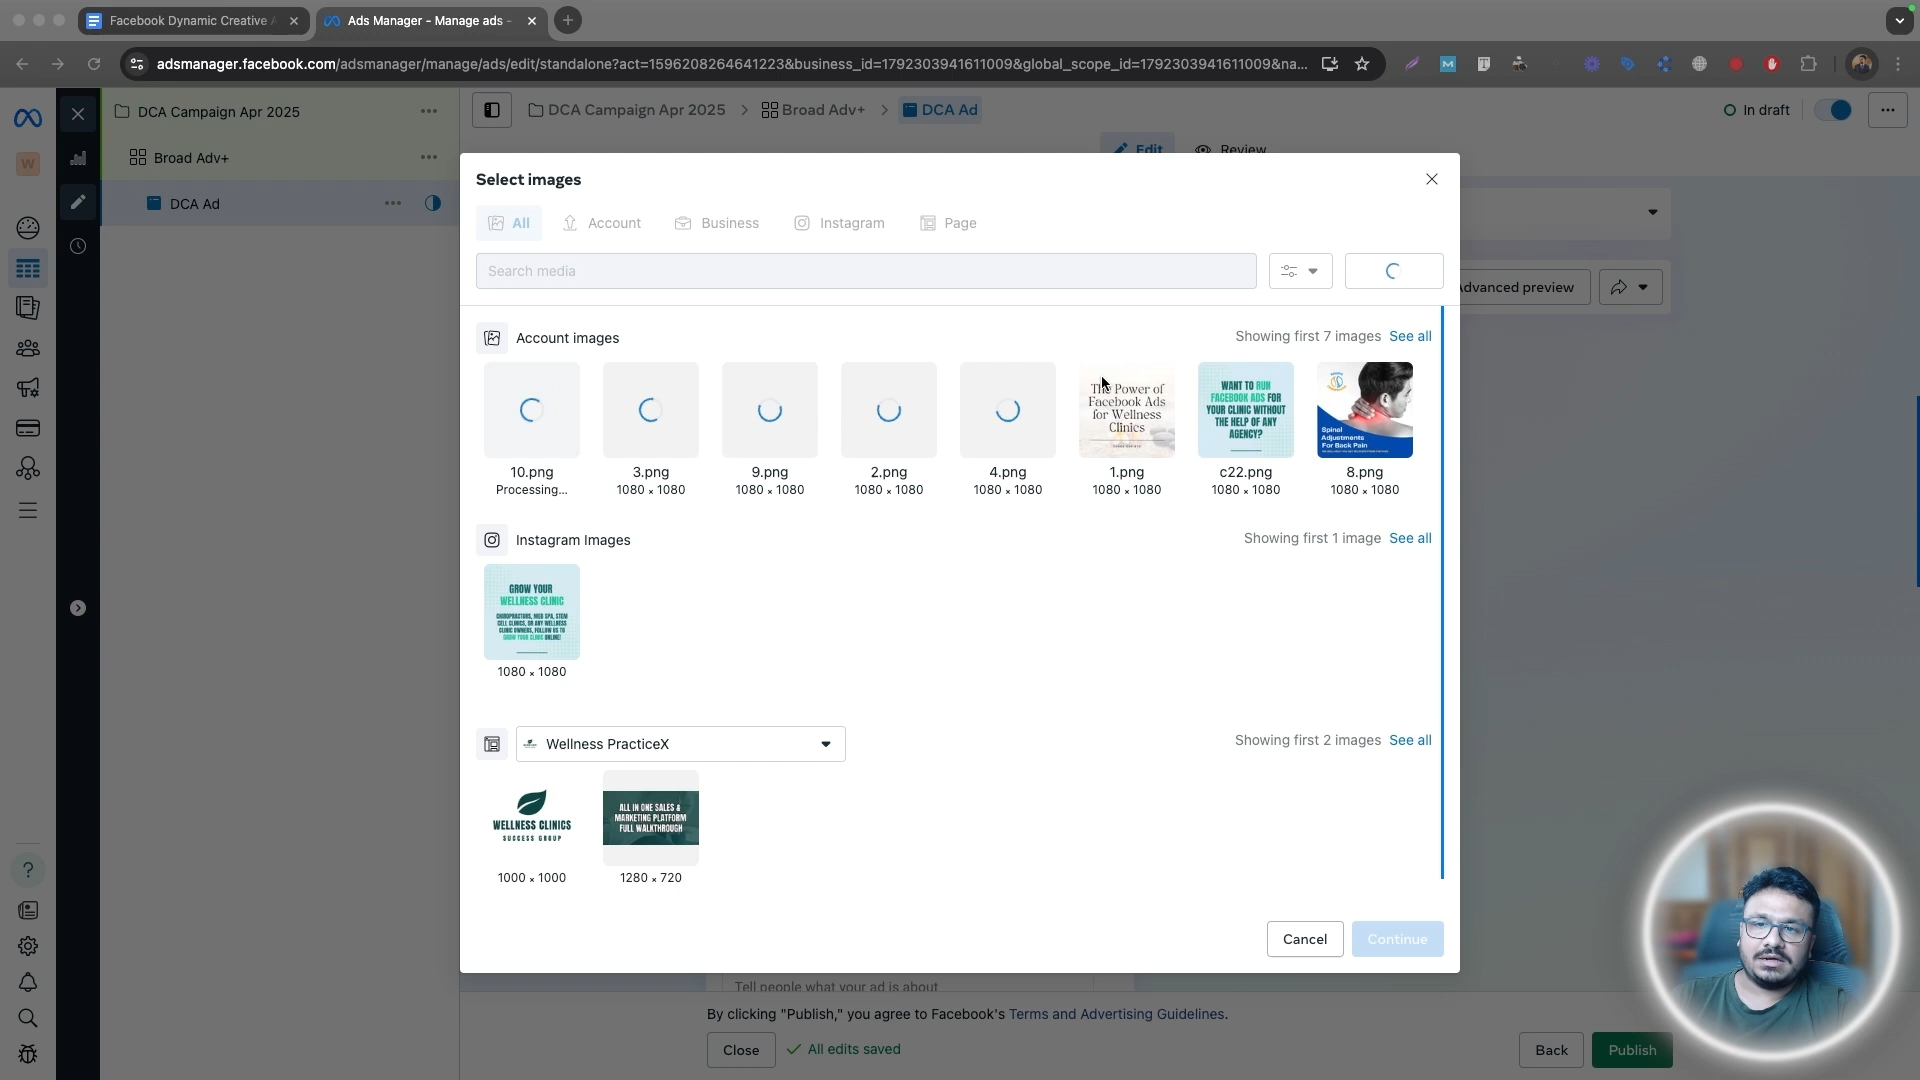 Facebook Dynamic Creative A
Ads Manager - Manage ads -
adsmanager.facebook.com/adsmanager/manage/ads/edit/standalone?act=1596208264641223&business_id=1792303941611009&global_scope_id=1792303941611009&na...
DCA Campaign Apr 2025
Broad Adv+
DCA Ad
W
DCA Campaign Apr 2025
Broad Adv+
DCA Ad
In draft
Edit
Review
Select images
All
Account
Business
Instagram
Page
Search media
Advanced preview
Account images
Showing first 7 images See all
The Power of
Facebook Ads
for Wellness
Clinics
WANT TO RUN
FACEBOOK ADS FOR
YOUR CLINIC WITHOUT
THE HELP OF ANY
AGENCY?
Spinal
Adjustments
For Back Pain
10.png
Processing...
3.png
1080 × 1080
9.png
1080 × 1080
2.png
1080 × 1080
4.png
1080 × 1080
1.png
1080 × 1080
c22.png
1080 × 1080
8.png
1080 × 1080
Instagram Images
Showing first 1 image See all
GROW YOUR
WELLNESS CLINIC
CHIROPRACTORS, MED SPA, STEM
CELL CLINICS, OR ANY WELLNESS
CLINIC OWNERS, FOLLOW US TO
GROW YOUR CLINIC ONLINE!
1080 × 1080
Wellness PracticeX
Showing first 2 images See all
WELLNESS CLINICS
SUCCESS GROUP
1000 × 1000
ALL IN ONE SALES &
MARKETING PLATFORM
FULL WALKTHROUGH
1280 × 720
Cancel
Continue
Tell people what your ad is about
By clicking "Publish," you agree to Facebook's Terms and Advertising Guidelines.
Close
All edits saved
Back
Publish